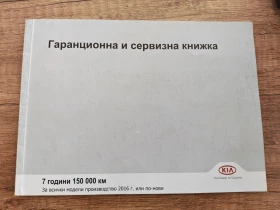 Гаранционна и сервизна книжка
KIA
7 години 150 000 км
За всички модели производство 2016 г. или по-нови